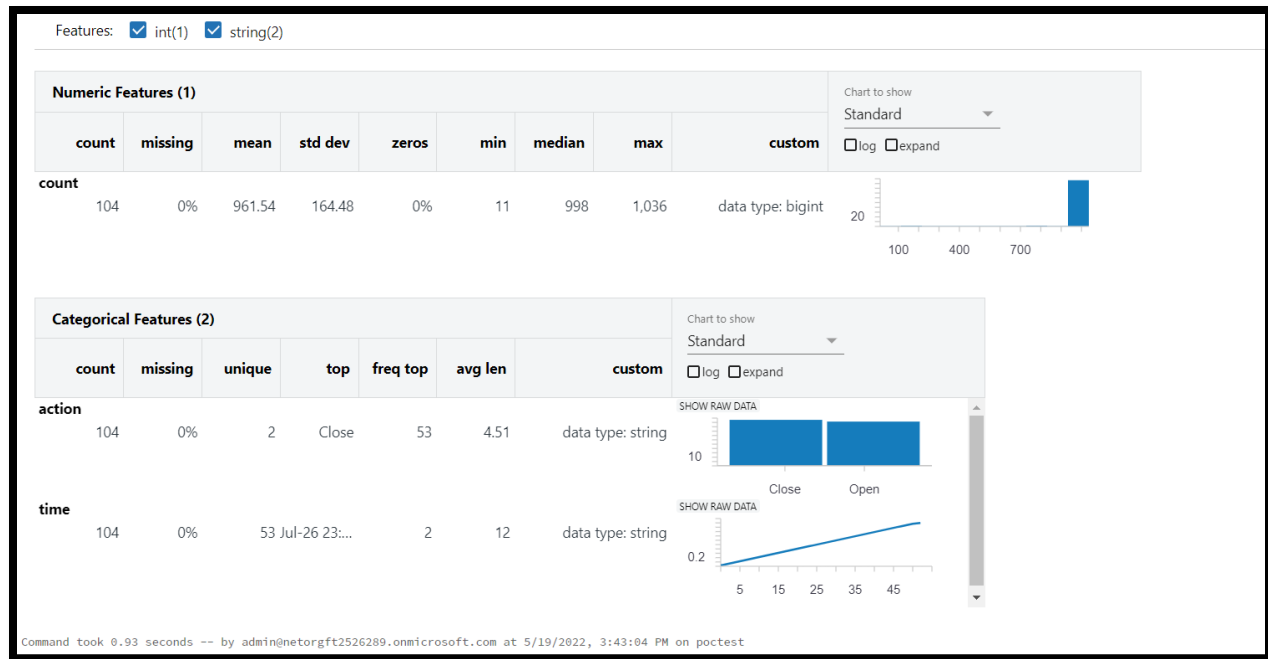 Features: int(1) string(2)
Numeric Features (1)
Chart to show
Standard
count missing mean std dev zeros min median max custom
log expand
count
104 0% 961.54 164.48 0% 11 998 1,036 data type: bigint
20
100 400 700
Categorical Features (2)
Chart to show
Standard
count missing unique top freq top avg len custom
log expand
action
SHOW RAW DATA
104 0% 2 Close 53 4.51 data type: string
10
Close Open
time
SHOW RAW DATA
104 0% 53 Jul-26 23:... 2 12 data type: string
0.2
5 15 25 35 45
Command took 0.93 seconds -- by admin@netorgft2526289.onmicrosoft.com at 5/19/2022, 3:43:04 PM on poctest